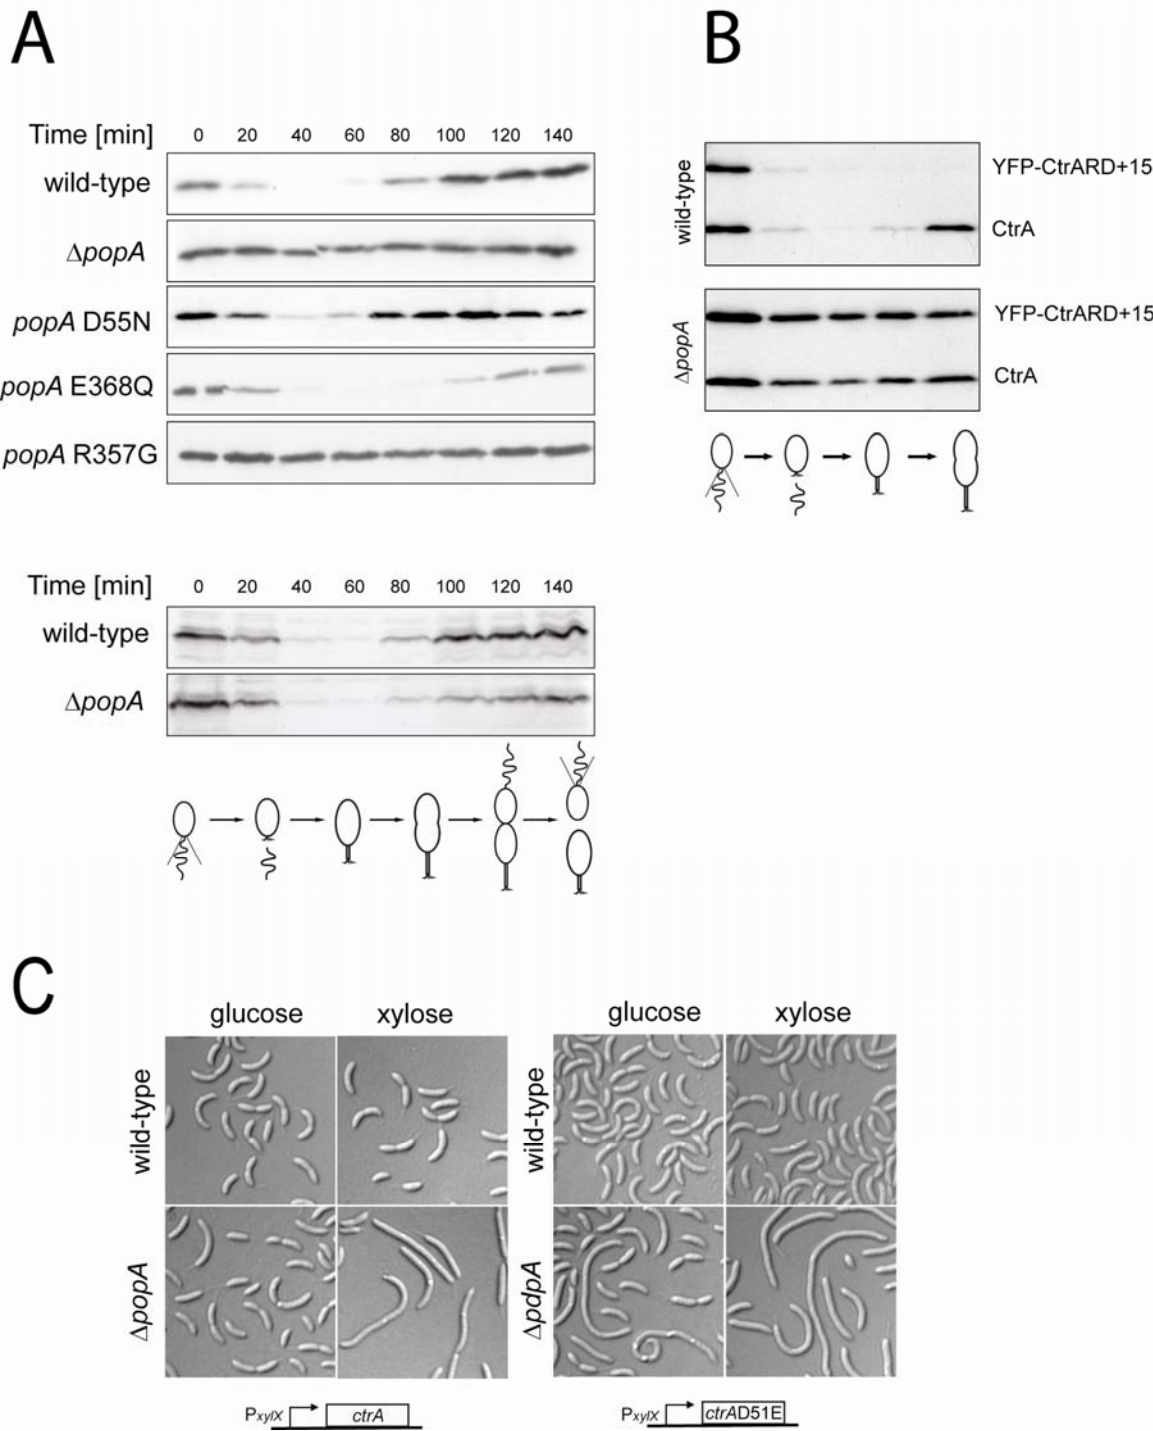 A
Time [min] 0 20 40 60 80 100 120 140
wild-type
ΔpopA
popA D55N
popA E368Q
popA R357G
Time [min] 0 20 40 60 80 100 120 140
wild-type
ΔpopA
B
wild-type
YFP-CtrARD+15
CtrA
ΔpopA
YFP-CtrARD+15
CtrA
C
glucose xylose
wild-type
ΔpopA
PxylX ctrA
glucose xylose
wild-type
ΔpdpA
PxylX ctrAD51E